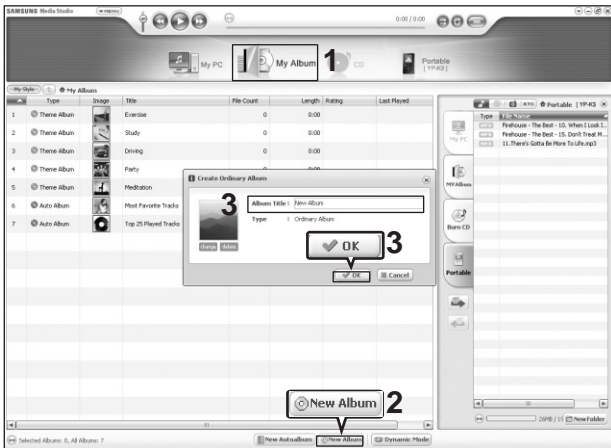 SAMSUNG Media Studio
MENU
0:00 / 0:00
My PC
My Album
1
CD
Portable
[YP-K3]
My Style
My Album
Type Image Title File Count Length Rating Last Played
1 Theme Album Exercise 0 0:00
2 Theme Album Study 0 0:00
3 Theme Album Driving 0 0:00
4 Theme Album Party
5 Theme Album Meditation
6 Auto Album Most Favorite Tracks
7 Auto Album Top 25 Played Tracks
Create Ordinary Album
3
Album Title : New Album
Type : Ordinary Album
change delete
OK
3
OK
Cancel
Portable [YP-K3]
Type File Name
Firehouse - The Best - 10. When I Look I...
Firehouse - The Best - 15. Don't Treat M...
11.There's Gotta Be More To Life.mp3
My PC
MY Album
Burn CD
Portable
New Album
2
New Folder
Selected Albums: 0, All Albums: 7
New Autoalbum
New Album
Dynamic Mode